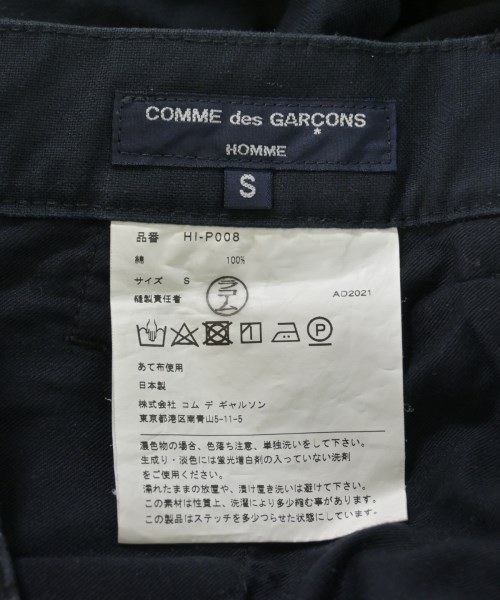 COMME des GARÇONS
HOMME
S
品番 HI-P008
綿 100%
サイズ S
縫製責任者 コム AD2021
P
あて布使用
日本製
株式会社 コム デ ギャルソン
東京都港区南青山5-11-5
濃色物の場合、色落ち注意、単独洗いをして下さい。
生成り・淡色には蛍光増白剤の入っていない洗剤
をご使用ください。
濡れたままの放置や、漬け置き洗いは避けて下さい。
この素材は性質上、洗濯により多少縮む事があります。
この製品はステッチを多少つらせた状態にしています。